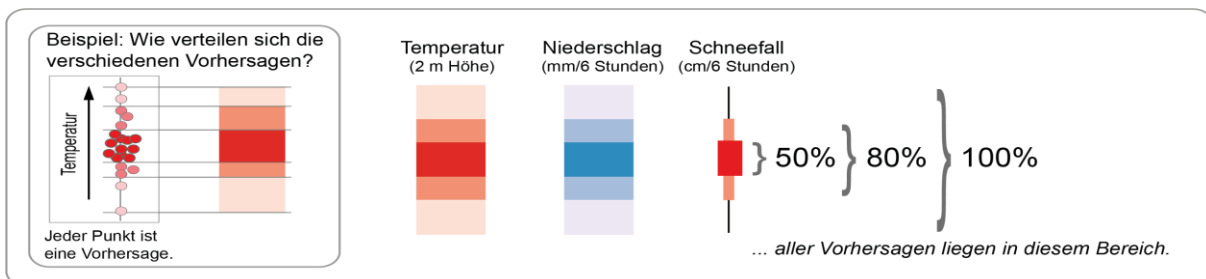 Beispiel: Wie verteilen sich die
verschiedenen Vorhersagen?
Temperatur
Jeder Punkt ist
eine Vorhersage.
Temperatur
(2 m Höhe)
Niederschlag
(mm/6 Stunden)
Schneefall
(cm/6 Stunden)
50%
80%
100%
... aller Vorhersagen liegen in diesem Bereich.